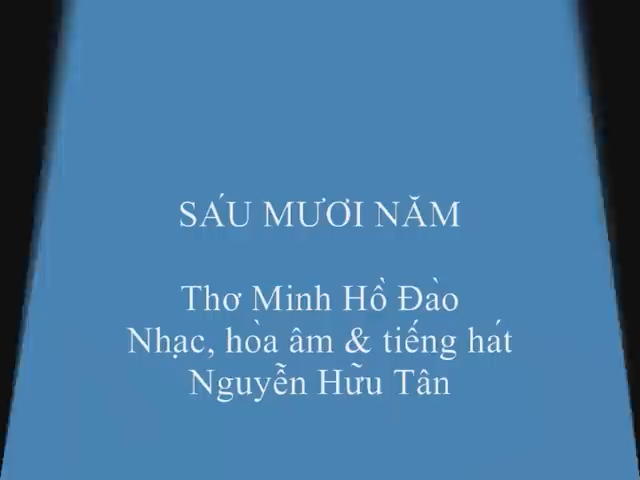 SÁU MƯƠI NĂM
Thơ Minh Hồ Đào
Nhạc, hòa âm & tiếng hát
Nguyễn Hữu Tân